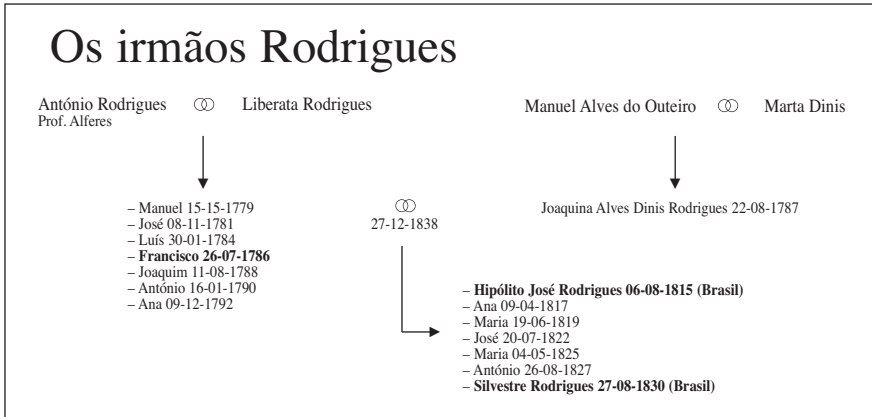 Os irmãos Rodrigues
António Rodrigues Liberata Rodrigues
Prof. Alferes
Manuel Alves do Outeiro Marta Dinis
– Manuel 15-15-1779
– José 08-11-1781
– Luís 30-01-1784
– Francisco 26-07-1786
– Joaquim 11-08-1788
– António 16-01-1790
– Ana 09-12-1792
27-12-1838
Joaquina Alves Dinis Rodrigues 22-08-1787
– Hipólito José Rodrigues 06-08-1815 (Brasil)
– Ana 09-04-1817
– Maria 19-06-1819
– José 20-07-1822
– Maria 04-05-1825
– António 26-08-1827
– Silvestre Rodrigues 27-08-1830 (Brasil)